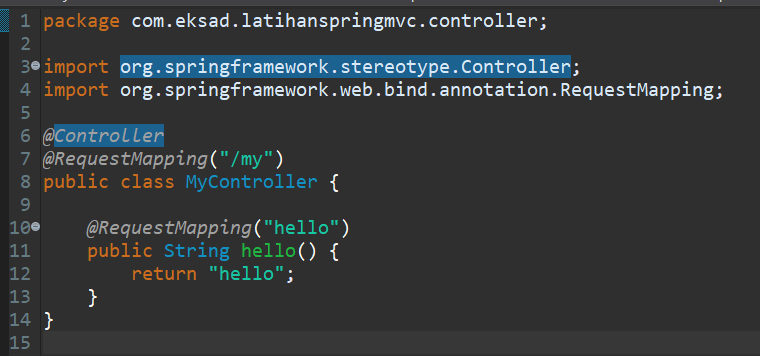 1 package com.eksad.latihanspringmvc.controller;
2
3 import org.springframework.stereotype.Controller;
4 import org.springframework.web.bind.annotation.RequestMapping;
5
6 @Controller
7 @RequestMapping("/my")
8 public class MyController {
9
10     @RequestMapping("hello")
11     public String hello() {
12         return "hello";
13     }
14 }
15